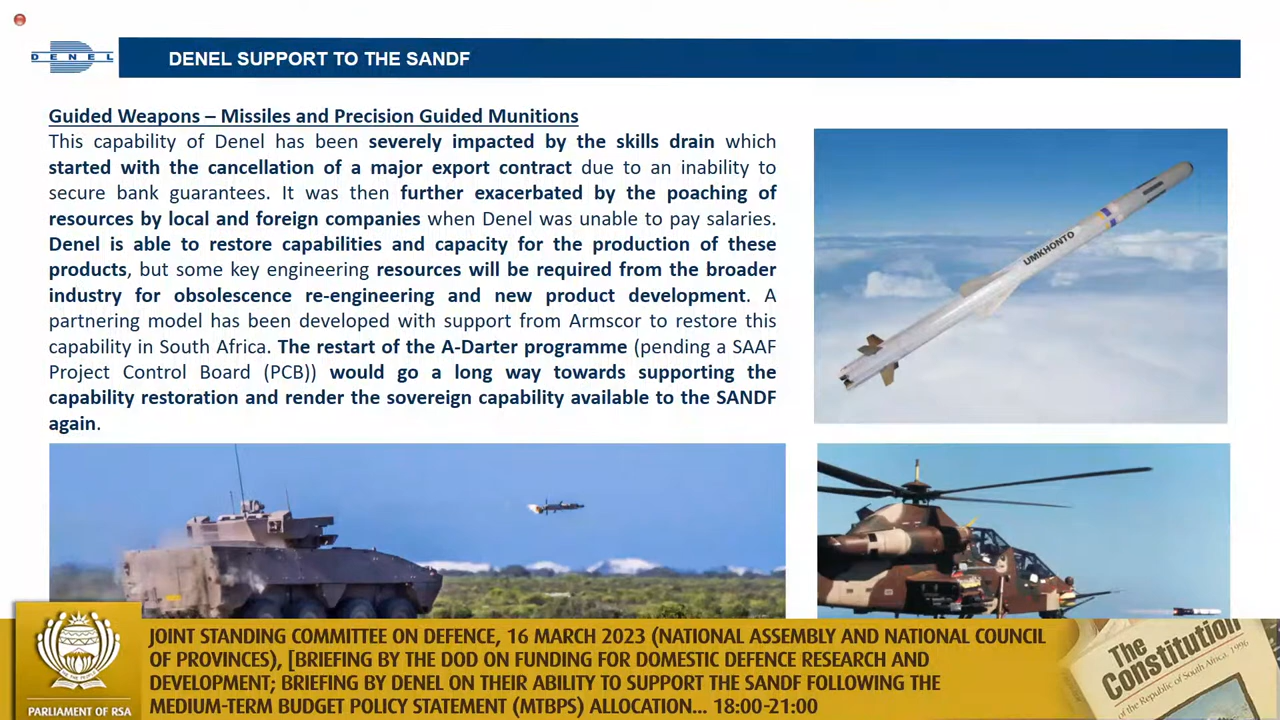 DENEL
DENEL SUPPORT TO THE SANDF
Guided Weapons – Missiles and Precision Guided Munitions
This capability of Denel has been severely impacted by the skills drain which
started with the cancellation of a major export contract due to an inability to
secure bank guarantees. It was then further exacerbated by the poaching of
resources by local and foreign companies when Denel was unable to pay salaries.
Denel is able to restore capabilities and capacity for the production of these
products, but some key engineering resources will be required from the broader
industry for obsolescence re-engineering and new product development. A
partnering model has been developed with support from Armscor to restore this
capability in South Africa. The restart of the A-Darter programme (pending a SAAF
Project Control Board (PCB)) would go a long way towards supporting the
capability restoration and render the sovereign capability available to the SANDF
again.
UMKHONTO
PARLIAMENT OF RSA
JOINT STANDING COMMITTEE ON DEFENCE, 16 MARCH 2023 (NATIONAL ASSEMBLY AND NATIONAL COUNCIL
OF PROVINCES), [BRIEFING BY THE DOD ON FUNDING FOR DOMESTIC DEFENCE RESEARCH AND
DEVELOPMENT; BRIEFING BY DENEL ON THEIR ABILITY TO SUPPORT THE SANDF FOLLOWING THE
MEDIUM-TERM BUDGET POLICY STATEMENT (MTBPS) ALLOCATION... 18:00-21:00
The
Constitution
of the Republic of South Africa, 1996